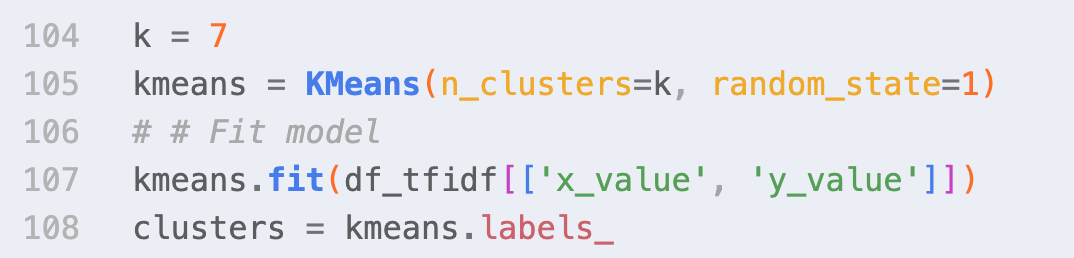 104 k = 7
105 kmeans = KMeans(n_clusters=k, random_state=1)
106 # # Fit model
107 kmeans.fit(df_tfidf[['x_value', 'y_value']])
108 clusters = kmeans.labels_